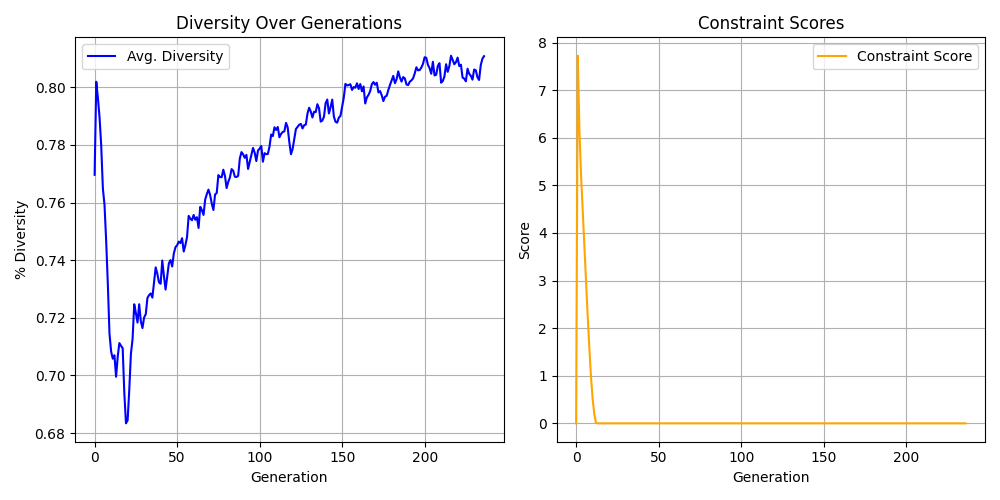 Diversity Over Generations
Avg. Diversity
% Diversity
0.80
0.78
0.76
0.74
0.72
0.70
0.68
0 50 100 150 200
Generation
Constraint Scores
Constraint Score
Score
8
7
6
5
4
3
2
1
0
0 50 100 150 200
Generation